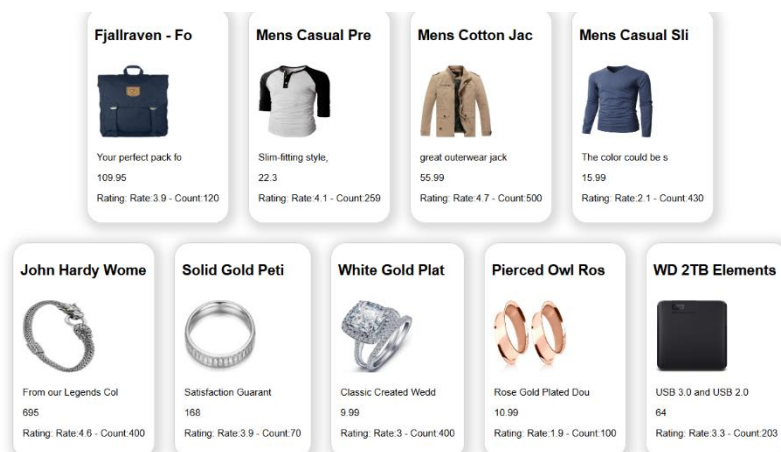 Fjallraven - Fo
Mens Casual Pre
Mens Cotton Jac
Mens Casual Sli
Your perfect pack fo
Slim-fitting style,
great outerwear jack
The color could be s
109.95
22.3
55.99
15.99
Rating: Rate:3.9 - Count:120
Rating: Rate:4.1 - Count:259
Rating: Rate:4.7 - Count:500
Rating: Rate:2.1 - Count:430
John Hardy Wome
Solid Gold Peti
White Gold Plat
Pierced Owl Ros
WD 2TB Elements
From our Legends Col
Satisfaction Guarant
Classic Created Wedd
Rose Gold Plated Dou
USB 3.0 and USB 2.0
695
168
9.99
10.99
64
Rating: Rate:4.6 - Count:400
Rating: Rate:3.9 - Count:70
Rating: Rate:3 - Count:400
Rating: Rate:1.9 - Count:100
Rating: Rate:3.3 - Count:203